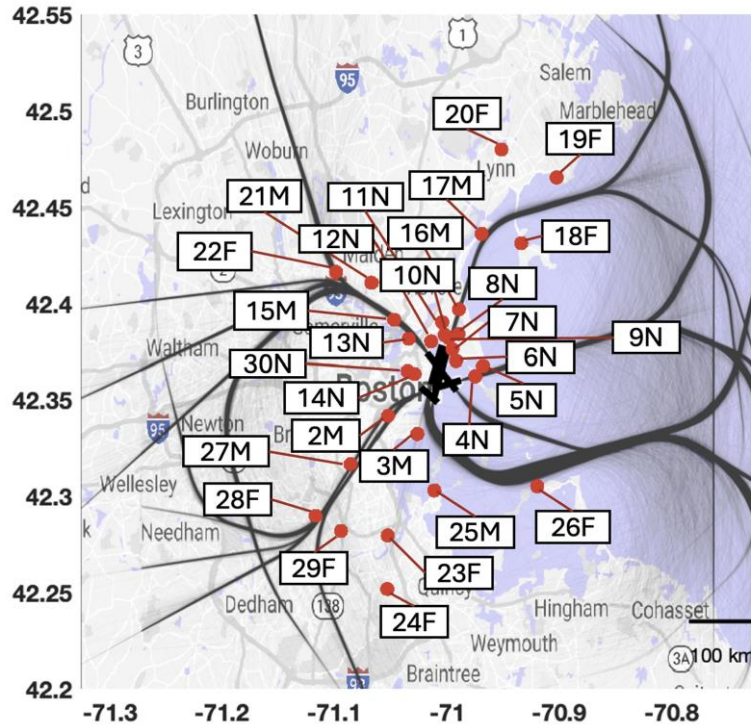 42.55
3
1
95
Salem
42.5
Burlington
20F
Marblehead
19F
Woburn
Lynn
11N
17M
21M
42.45
Lexington
16M
12N
18F
22F
10N
8N
42.4
15M
7N
13N
9N
Waltham
30N
6N
42.35
14N
5N
95
Newton
2M
4N
27M
3M
Wellesley
42.3
28F
25M
26F
Needham
29F
23F
42.25
Dedham
138
24F
Hingham
Cohasset
Weymouth
3A
100 km
Braintree
42.2
-71.3
-71.2
-71.1
-71
-70.9
-70.8